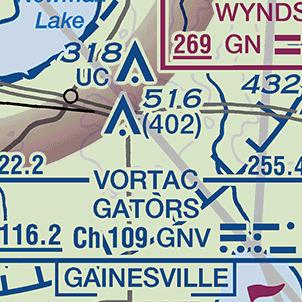 Newman
Lake
WYNDS
318
UC
269 GN
516
(402)
432
22.2
255.4
VORTAC
GATORS
116.2 Ch 109 GNV
GAINESVILLE